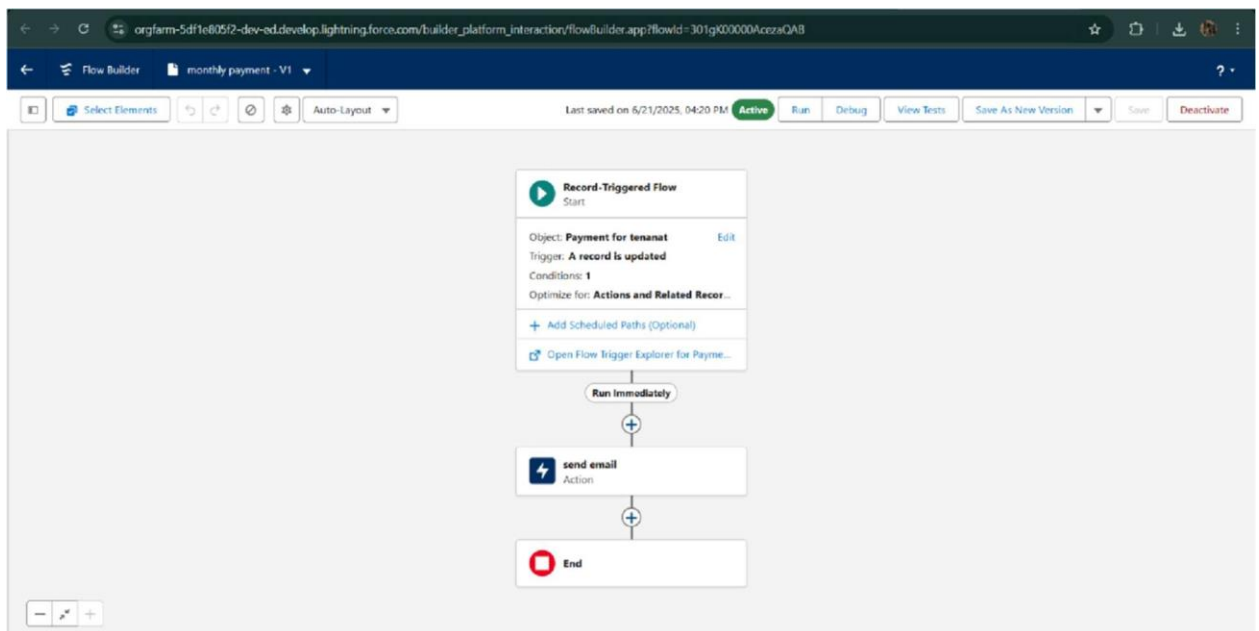 orgfarm-5df1e805f2-dev-ed.develop.lightning.force.com/builder_platform_interaction/flowBuilder.app?flowId=301gK00000AcezaQAB
Flow Builder monthly payment - V1 ?
Select Elements Auto-Layout Last saved on 6/21/2025, 04:20 PM Active Run Debug View Tests Save As New Version Save Deactivate
Record-Triggered Flow
Start
Object: Payment for tenanat Edit
Trigger: A record is updated
Conditions: 1
Optimize for: Actions and Related Recor...
+ Add Scheduled Paths (Optional)
Open Flow Trigger Explorer for Payme...
Run Immediately
send email
Action
End